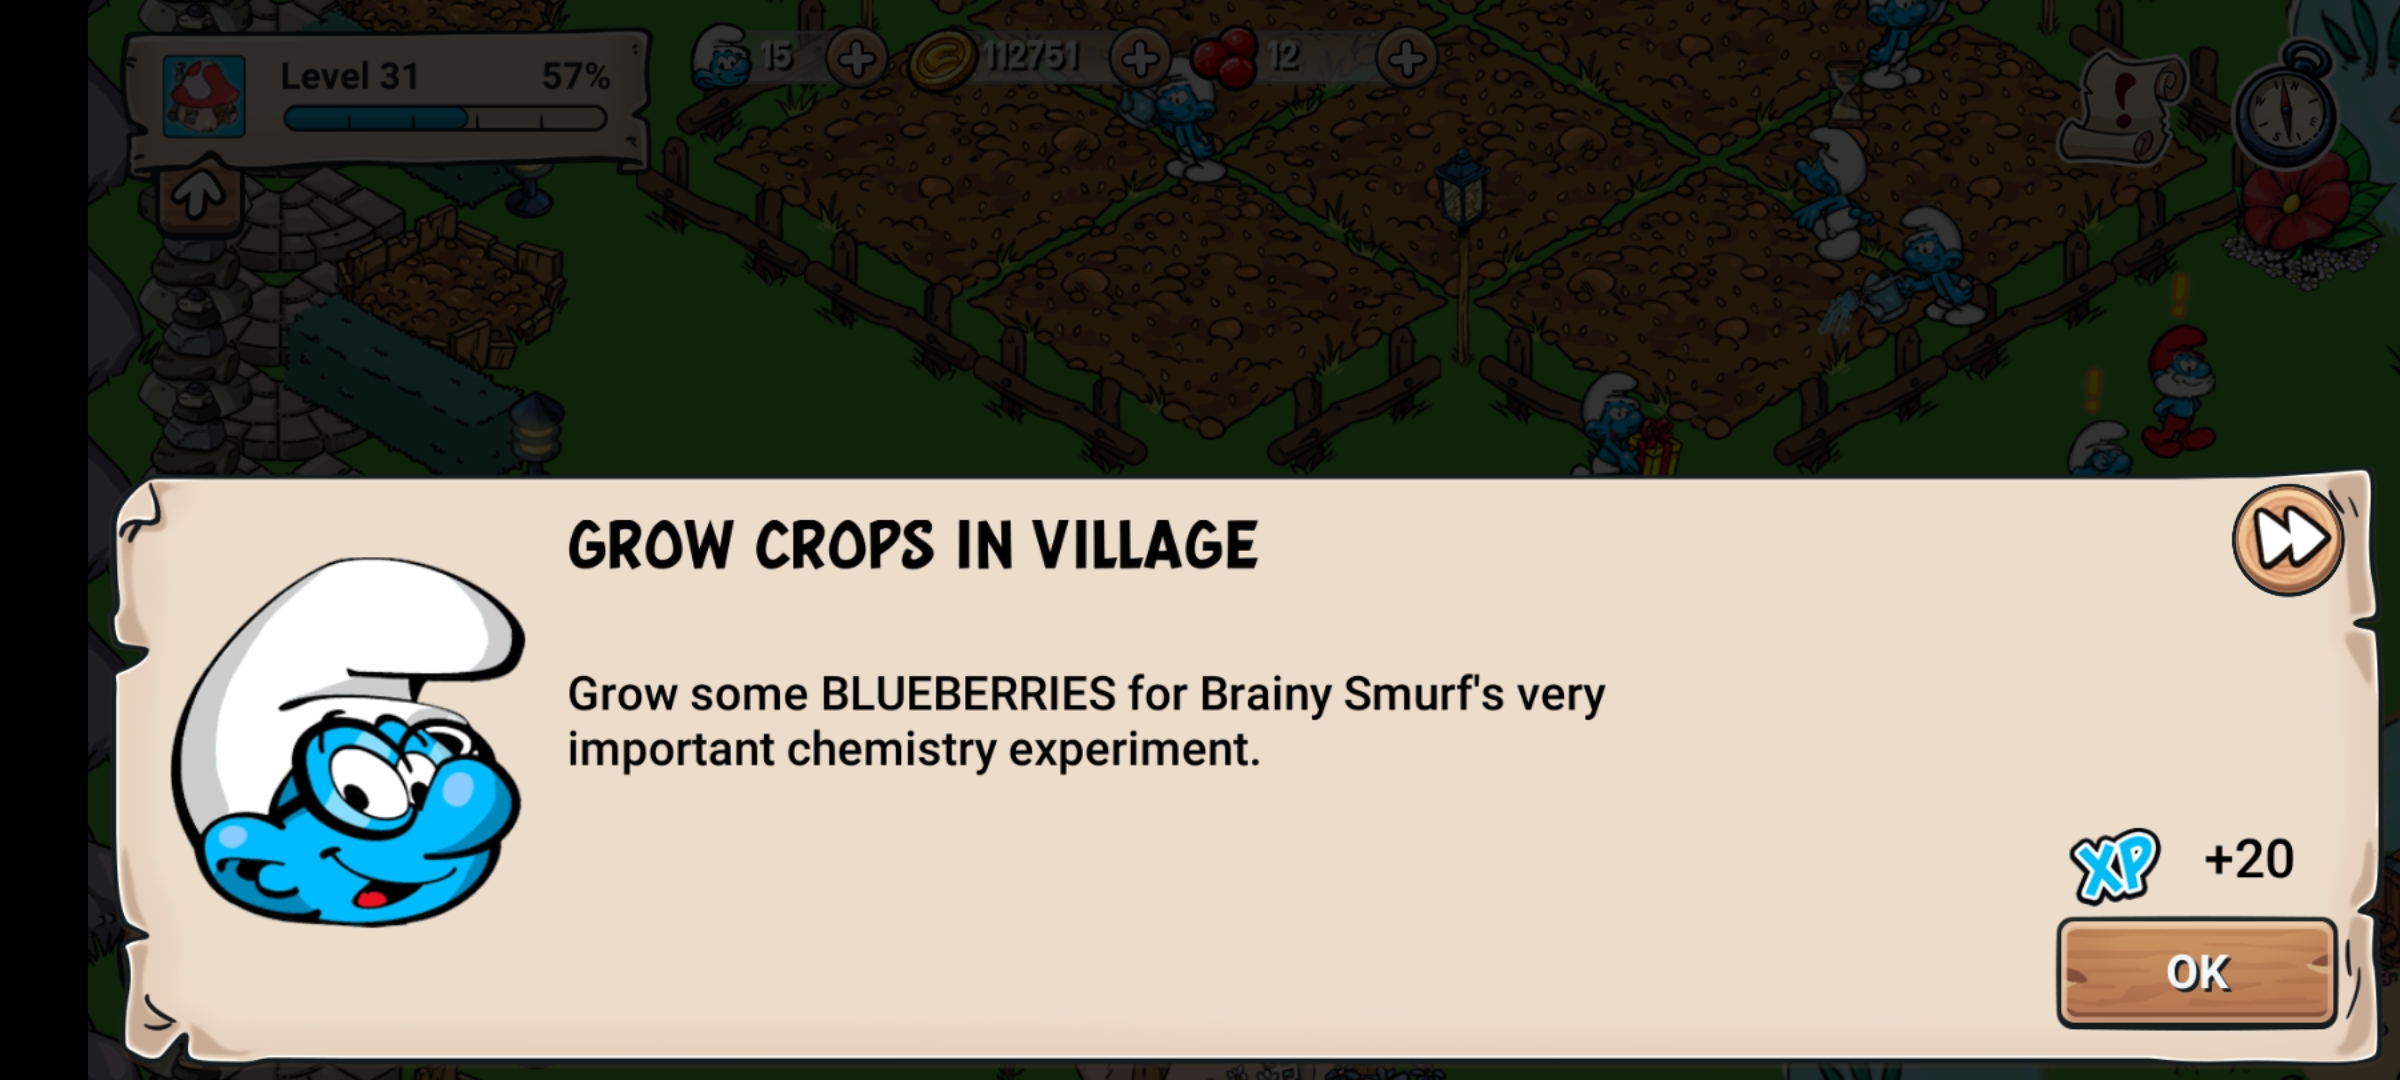 Level 31
57%
15
112751
12
GROW CROPS IN VILLAGE
Grow some BLUEBERRIES for Brainy Smurf's very
important chemistry experiment.
XP +20
OK